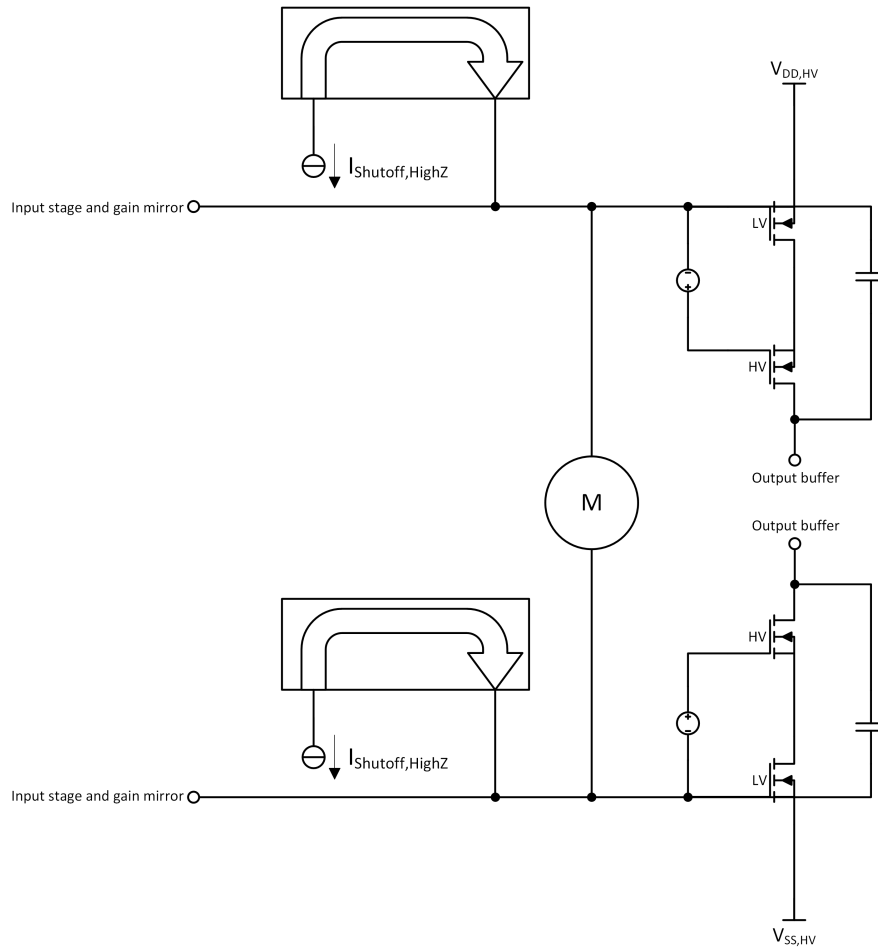 V_DD,HV
I_Shutoff,HighZ
Input stage and gain mirror
LV
- +
HV
Output buffer
M
Output buffer
HV
+ -
I_Shutoff,HighZ
LV
Input stage and gain mirror
V_SS,HV